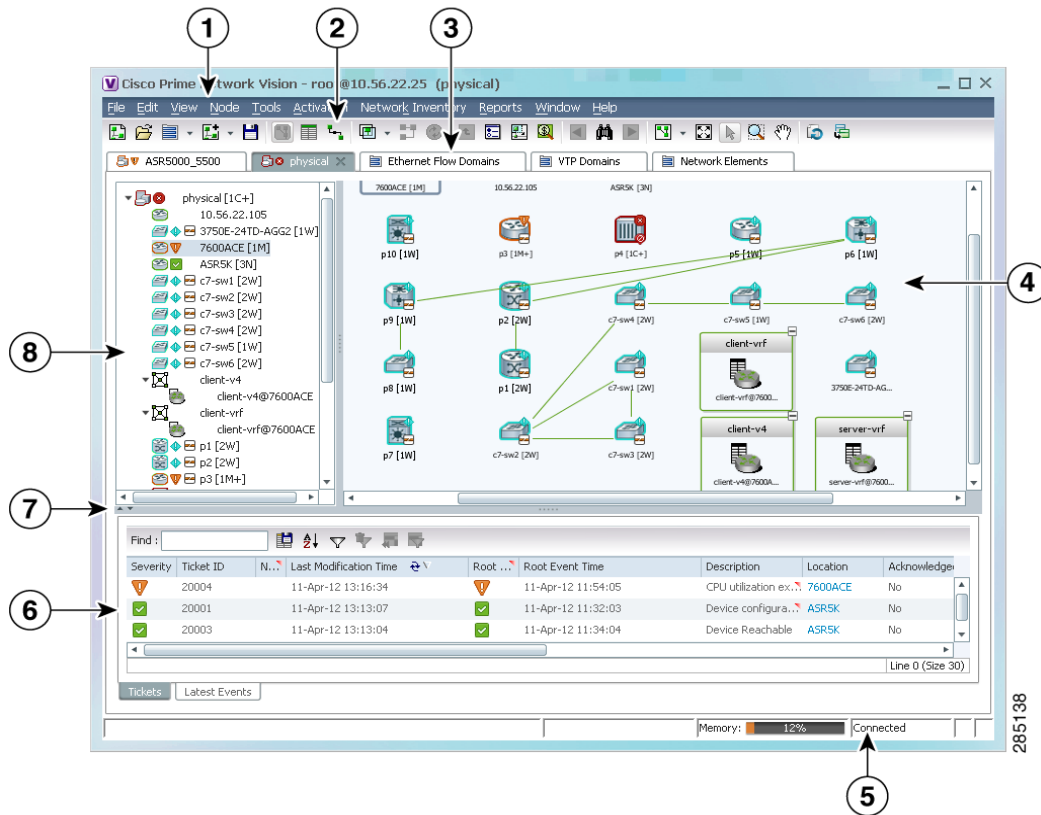 1
2
3
Cisco Prime Network Vision - root@10.56.22.25 (physical)
File Edit View Node Tools Activation Network Inventory Reports Window Help
ASR5000_5500
physical
Ethernet Flow Domains
VTP Domains
Network Elements
physical [1C+]
10.56.22.105
3750E-24TD-AGG2 [1W]
7600ACE [1M]
ASR5K [3N]
c7-sw1 [2W]
c7-sw2 [2W]
c7-sw3 [2W]
c7-sw4 [2W]
c7-sw5 [1W]
c7-sw6 [2W]
client-v4
client-v4@7600ACE
client-vrf
client-vrf@7600ACE
p1 [2W]
p2 [2W]
p3 [1M+]
7600ACE [1M]
10.56.22.105
ASR5K [3N]
p10 [1W]
p3 [1M+]
p4 [1C+]
p5 [1W]
p6 [1W]
p9 [1W]
p2 [2W]
c7-sw4 [2W]
c7-sw5 [1W]
c7-sw6 [2W]
p8 [1W]
p1 [2W]
c7-sw1 [2W]
client-vrf
client-vrf@7600...
3750E-24TD-AG...
p7 [1W]
c7-sw2 [2W]
c7-sw3 [2W]
client-v4
client-v4@7600A...
server-vrf
server-vrf@7600...
4
8
7
6
Find :
Severity Ticket ID N... Last Modification Time Root ... Root Event Time Description Location Acknowledged
20004 11-Apr-12 13:16:34 11-Apr-12 11:54:05 CPU utilization ex... 7600ACE No
20001 11-Apr-12 13:13:07 11-Apr-12 11:32:03 Device configura... ASR5K No
20003 11-Apr-12 13:13:04 11-Apr-12 11:34:04 Device Reachable ASR5K No
Line 0 (Size 30)
Tickets
Latest Events
Memory: 12% Connected
285138
5